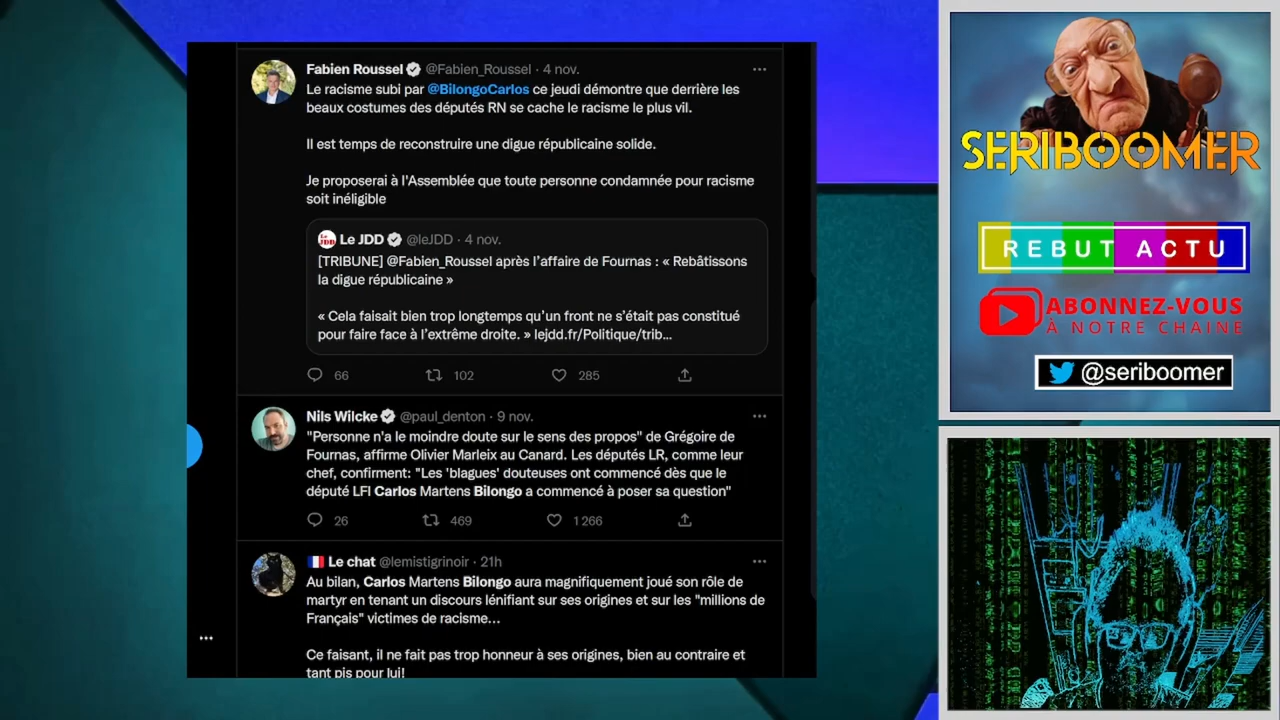 Fabien Roussel @Fabien_Roussel · 4 nov.
Le racisme subi par @BilongoCarlos ce jeudi démontre que derrière les
beaux costumes des députés RN se cache le racisme le plus vil.
Il est temps de reconstruire une digue républicaine solide.
Je proposerai à l'Assemblée que toute personne condamnée pour racisme
soit inéligible
Le JDD @leJDD · 4 nov.
[TRIBUNE] @Fabien_Roussel après l'affaire de Fournas : « Rebâtissons
la digue républicaine »
« Cela faisait bien trop longtemps qu'un front ne s'était pas constitué
pour faire face à l'extrême droite. » lejdd.fr/Politique/trib...
66 102 285
Nils Wilcke @paul_denton · 9 nov.
"Personne n'a le moindre doute sur le sens des propos" de Grégoire de
Fournas, affirme Olivier Marleix au Canard. Les députés LR, comme leur
chef, confirment: "Les 'blagues' douteuses ont commencé dès que le
député LFI Carlos Martens Bilongo a commencé à poser sa question"
26 469 1 266
Le chat @lemistigrinoir · 21h
Au bilan, Carlos Martens Bilongo aura magnifiquement joué son rôle de
martyr en tenant un discours lénifiant sur ses origines et sur les "millions de
Français" victimes de racisme...
Ce faisant, il ne fait pas trop honneur à ses origines, bien au contraire et
tant pis pour lui!
SERIBOOMER
REBUT ACTU
ABONNEZ-VOUS
À NOTRE CHAINE
@seriboomer